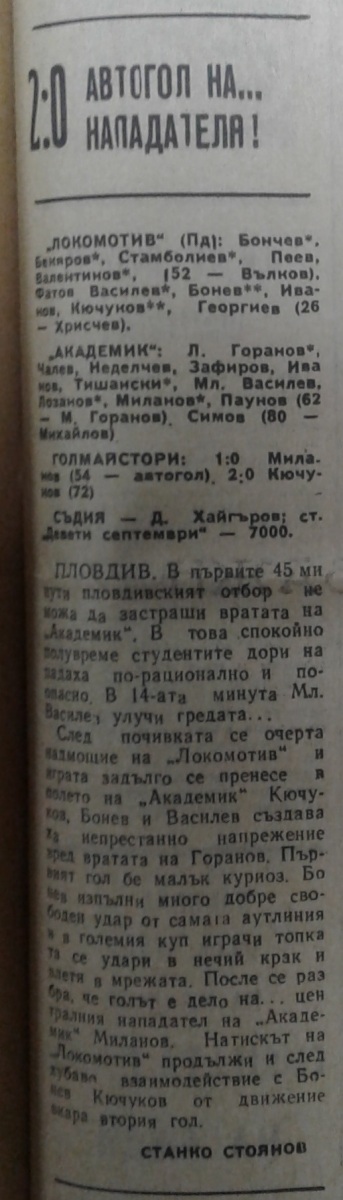 2:0 АВТОГОЛ НА...
НАПАДАТЕЛЯ!
„ЛОКОМОТИВ“ (Пд): Бончев*,
Бекяров*, Стамболиев*, Пеев,
Валентинов*, (52 — Вълков),
Фатов Василев*, Бонев**, Ива-
нов, Кючуков**, Георгиев (26
— Хрисчев).
„АКАДЕМИК“: Л. Горанов*,
Чалев, Неделчев, Зафиров, Ива
нов, Тишански*, Мл. Василев,
Лозанов*, Миланов*, Паунов (62
— М. Горанов), Симов (80 —
Михайлов)
ГОЛМАЙСТОРИ: 1:0 Мила-
нов (54 — автогол), 2:0 Кючу-
ков (72)
СЪДИЯ — Д. Хайгъров; ст.
„Девети септември“ — 7000.
ПЛОВДИВ. В първите 45 ми
нути пловдивският отбор не
можа да застраши вратата на
„Академик“. В това спокойно
полувреме студентите дори на
падаха по-рационално и по-
опасно. В 14-ата минута Мл.
Василев улучи гредата...
След почивката се очерта
надмощие на „Локомотив“ и
играта задълго се пренесе в
полето на „Академик“ Кючу-
ков, Бонев и Василев създава
ха непрестанно напрежение
пред вратата на Горанов. Пър-
вият гол бе малък куриоз. Бо
нев изпълни много добре сво-
боден удар от самата аутлиния
и в големия куп играчи топка
та се удари в нечий крак и
влетя в мрежата. После се раз
бра, че голът е дело на... цен
тралния нападател на „Акаде-
мик“ Миланов. Натискът на
„Локомотив“ продължи и след
хубаво взаимодействие с Бо-
нев Кючуков от движение
вкара втория гол.
СТАНКО СТОЯНОВ